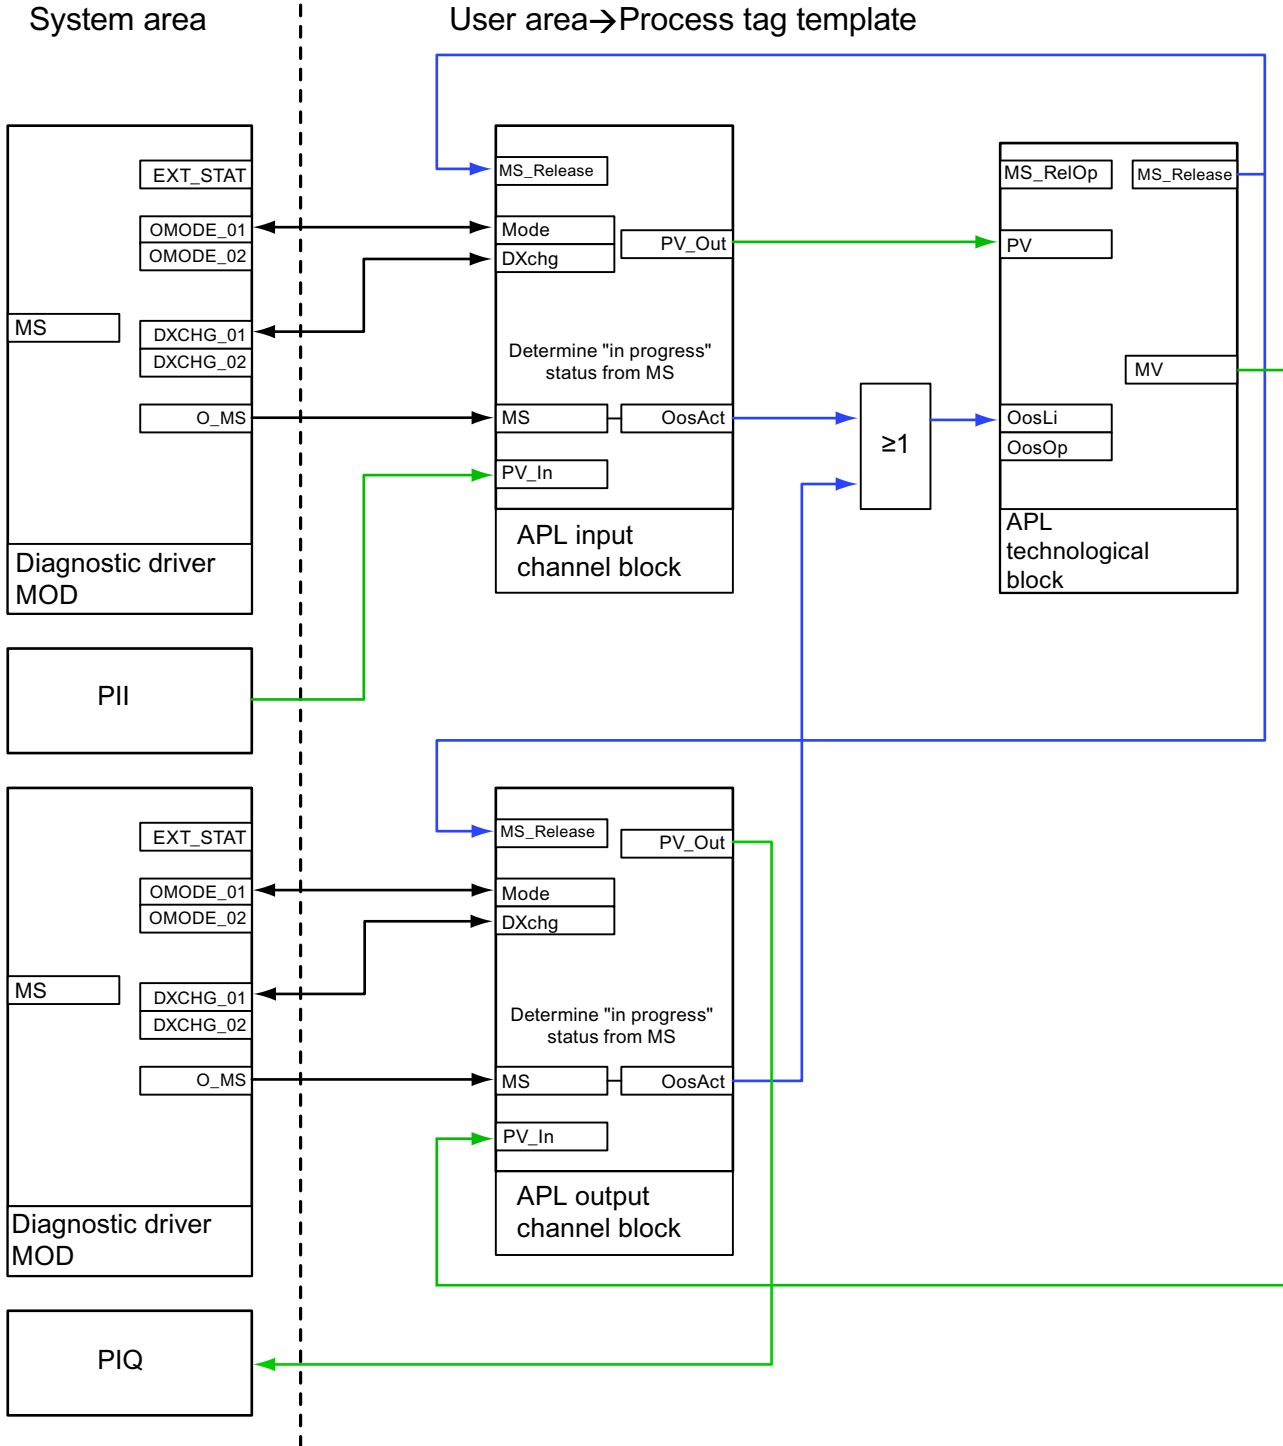 System area
User area→Process tag template
EXT_STAT
OMODE_01
OMODE_02
MS
DXCHG_01
DXCHG_02
O_MS
Diagnostic driver
MOD
MS_Release
Mode
DXchg
PV_Out
Determine "in progress"
status from MS
MS
OosAct
PV_In
APL input
channel block
≥1
MS_RelOp
MS_Release
PV
MV
OosLi
OosOp
APL
technological
block
PII
EXT_STAT
OMODE_01
OMODE_02
MS
DXCHG_01
DXCHG_02
O_MS
Diagnostic driver
MOD
MS_Release
PV_Out
Mode
DXchg
Determine "in progress"
status from MS
MS
OosAct
PV_In
APL output
channel block
PIQ